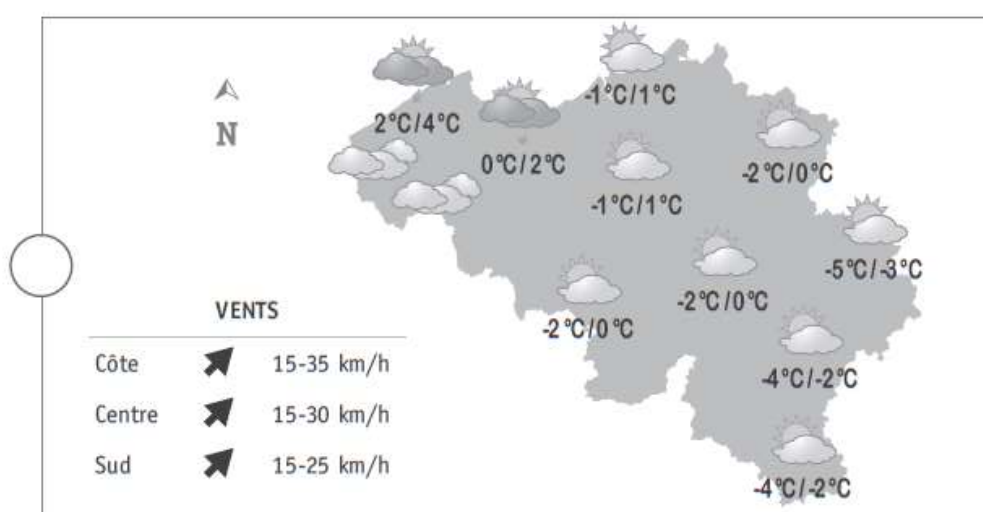 N
-1°C/1°C
2°C/4°C
0°C/2°C
-2°C/0°C
-1°C/1°C
-5°C/-3°C
-2°C/0°C
-2°C/0°C
-4°C/-2°C
-4°C/-2°C
VENTS
Côte 15-35 km/h
Centre 15-30 km/h
Sud 15-25 km/h